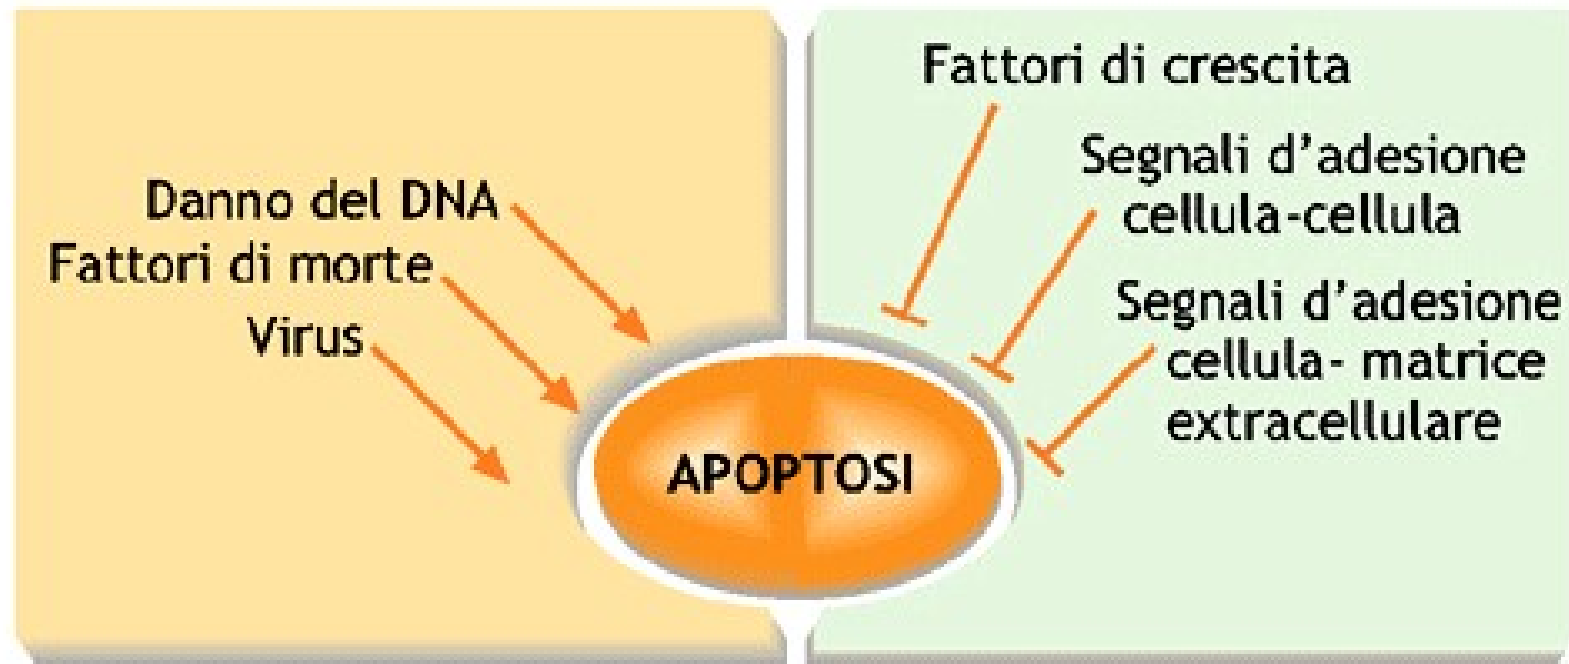 Danno del DNA
Fattori di morte
Virus
Fattori di crescita
Segnali d'adesione
cellula-cellula
Segnali d'adesione
cellula- matrice
extracellulare
APOPTOSI